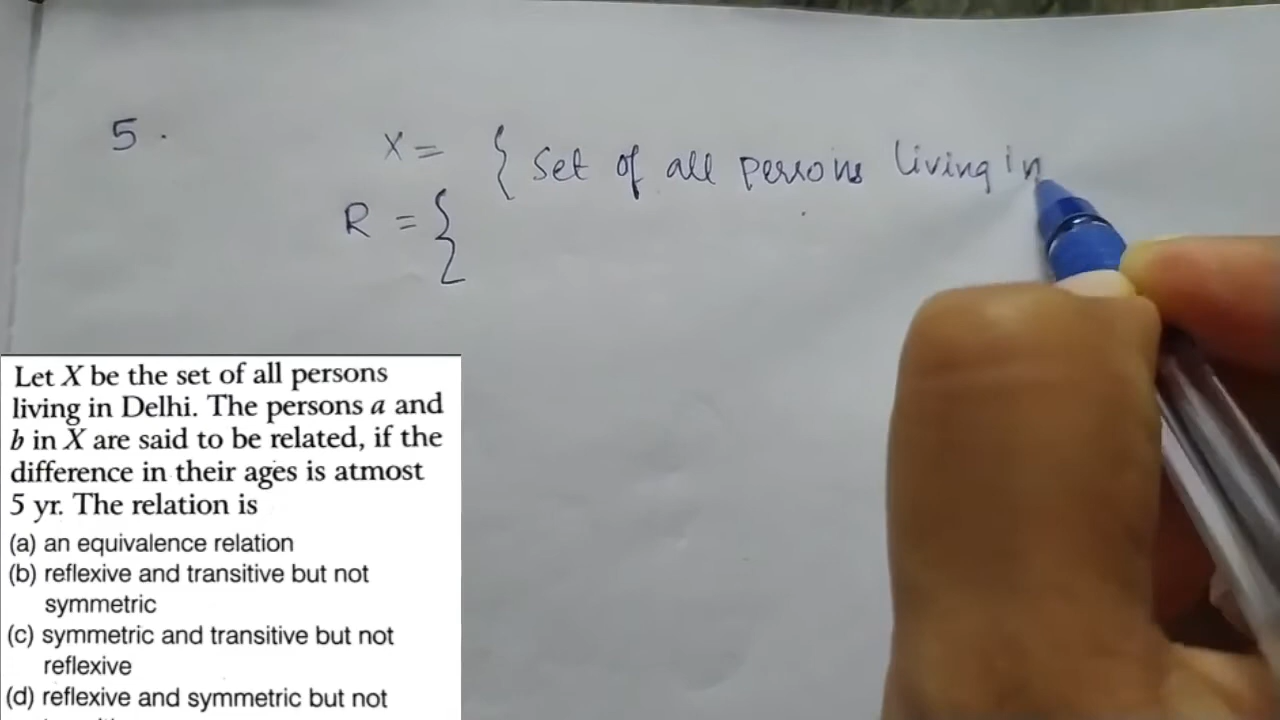 5.
X = { Set of all persons living in
R = {
Let X be the set of all persons
living in Delhi. The persons a and
b in X are said to be related, if the
difference in their ages is atmost
5 yr. The relation is
(a) an equivalence relation
(b) reflexive and transitive but not
symmetric
(c) symmetric and transitive but not
reflexive
(d) reflexive and symmetric but not